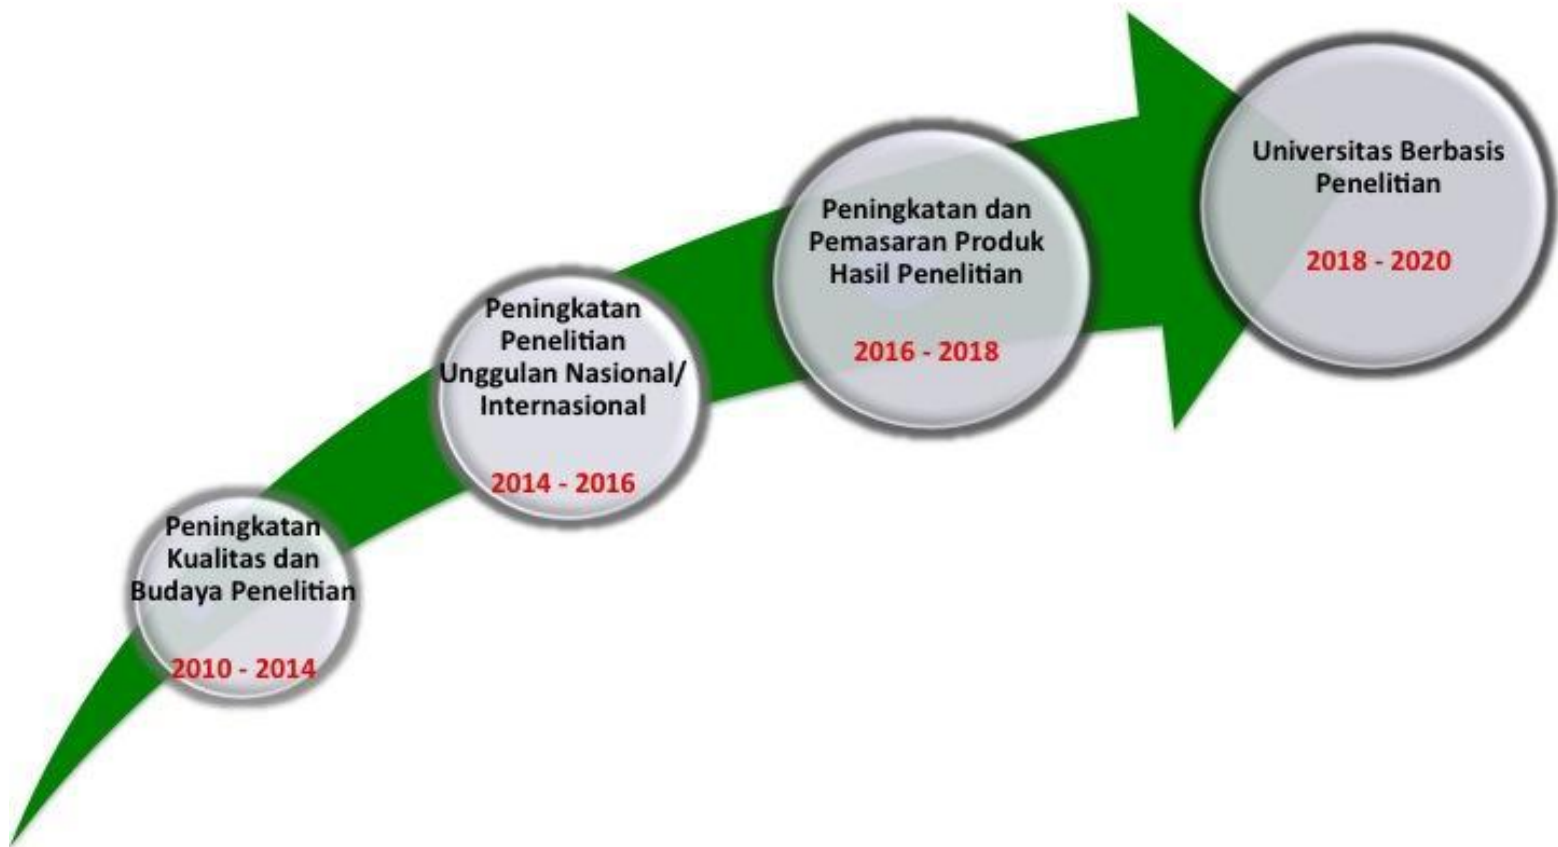 Peningkatan
Kualitas dan
Budaya Penelitian
2010 - 2014
Peningkatan
Penelitian
Unggulan Nasional/
Internasional
2014 - 2016
Peningkatan dan
Pemasaran Produk
Hasil Penelitian
2016 - 2018
Universitas Berbasis
Penelitian
2018 - 2020